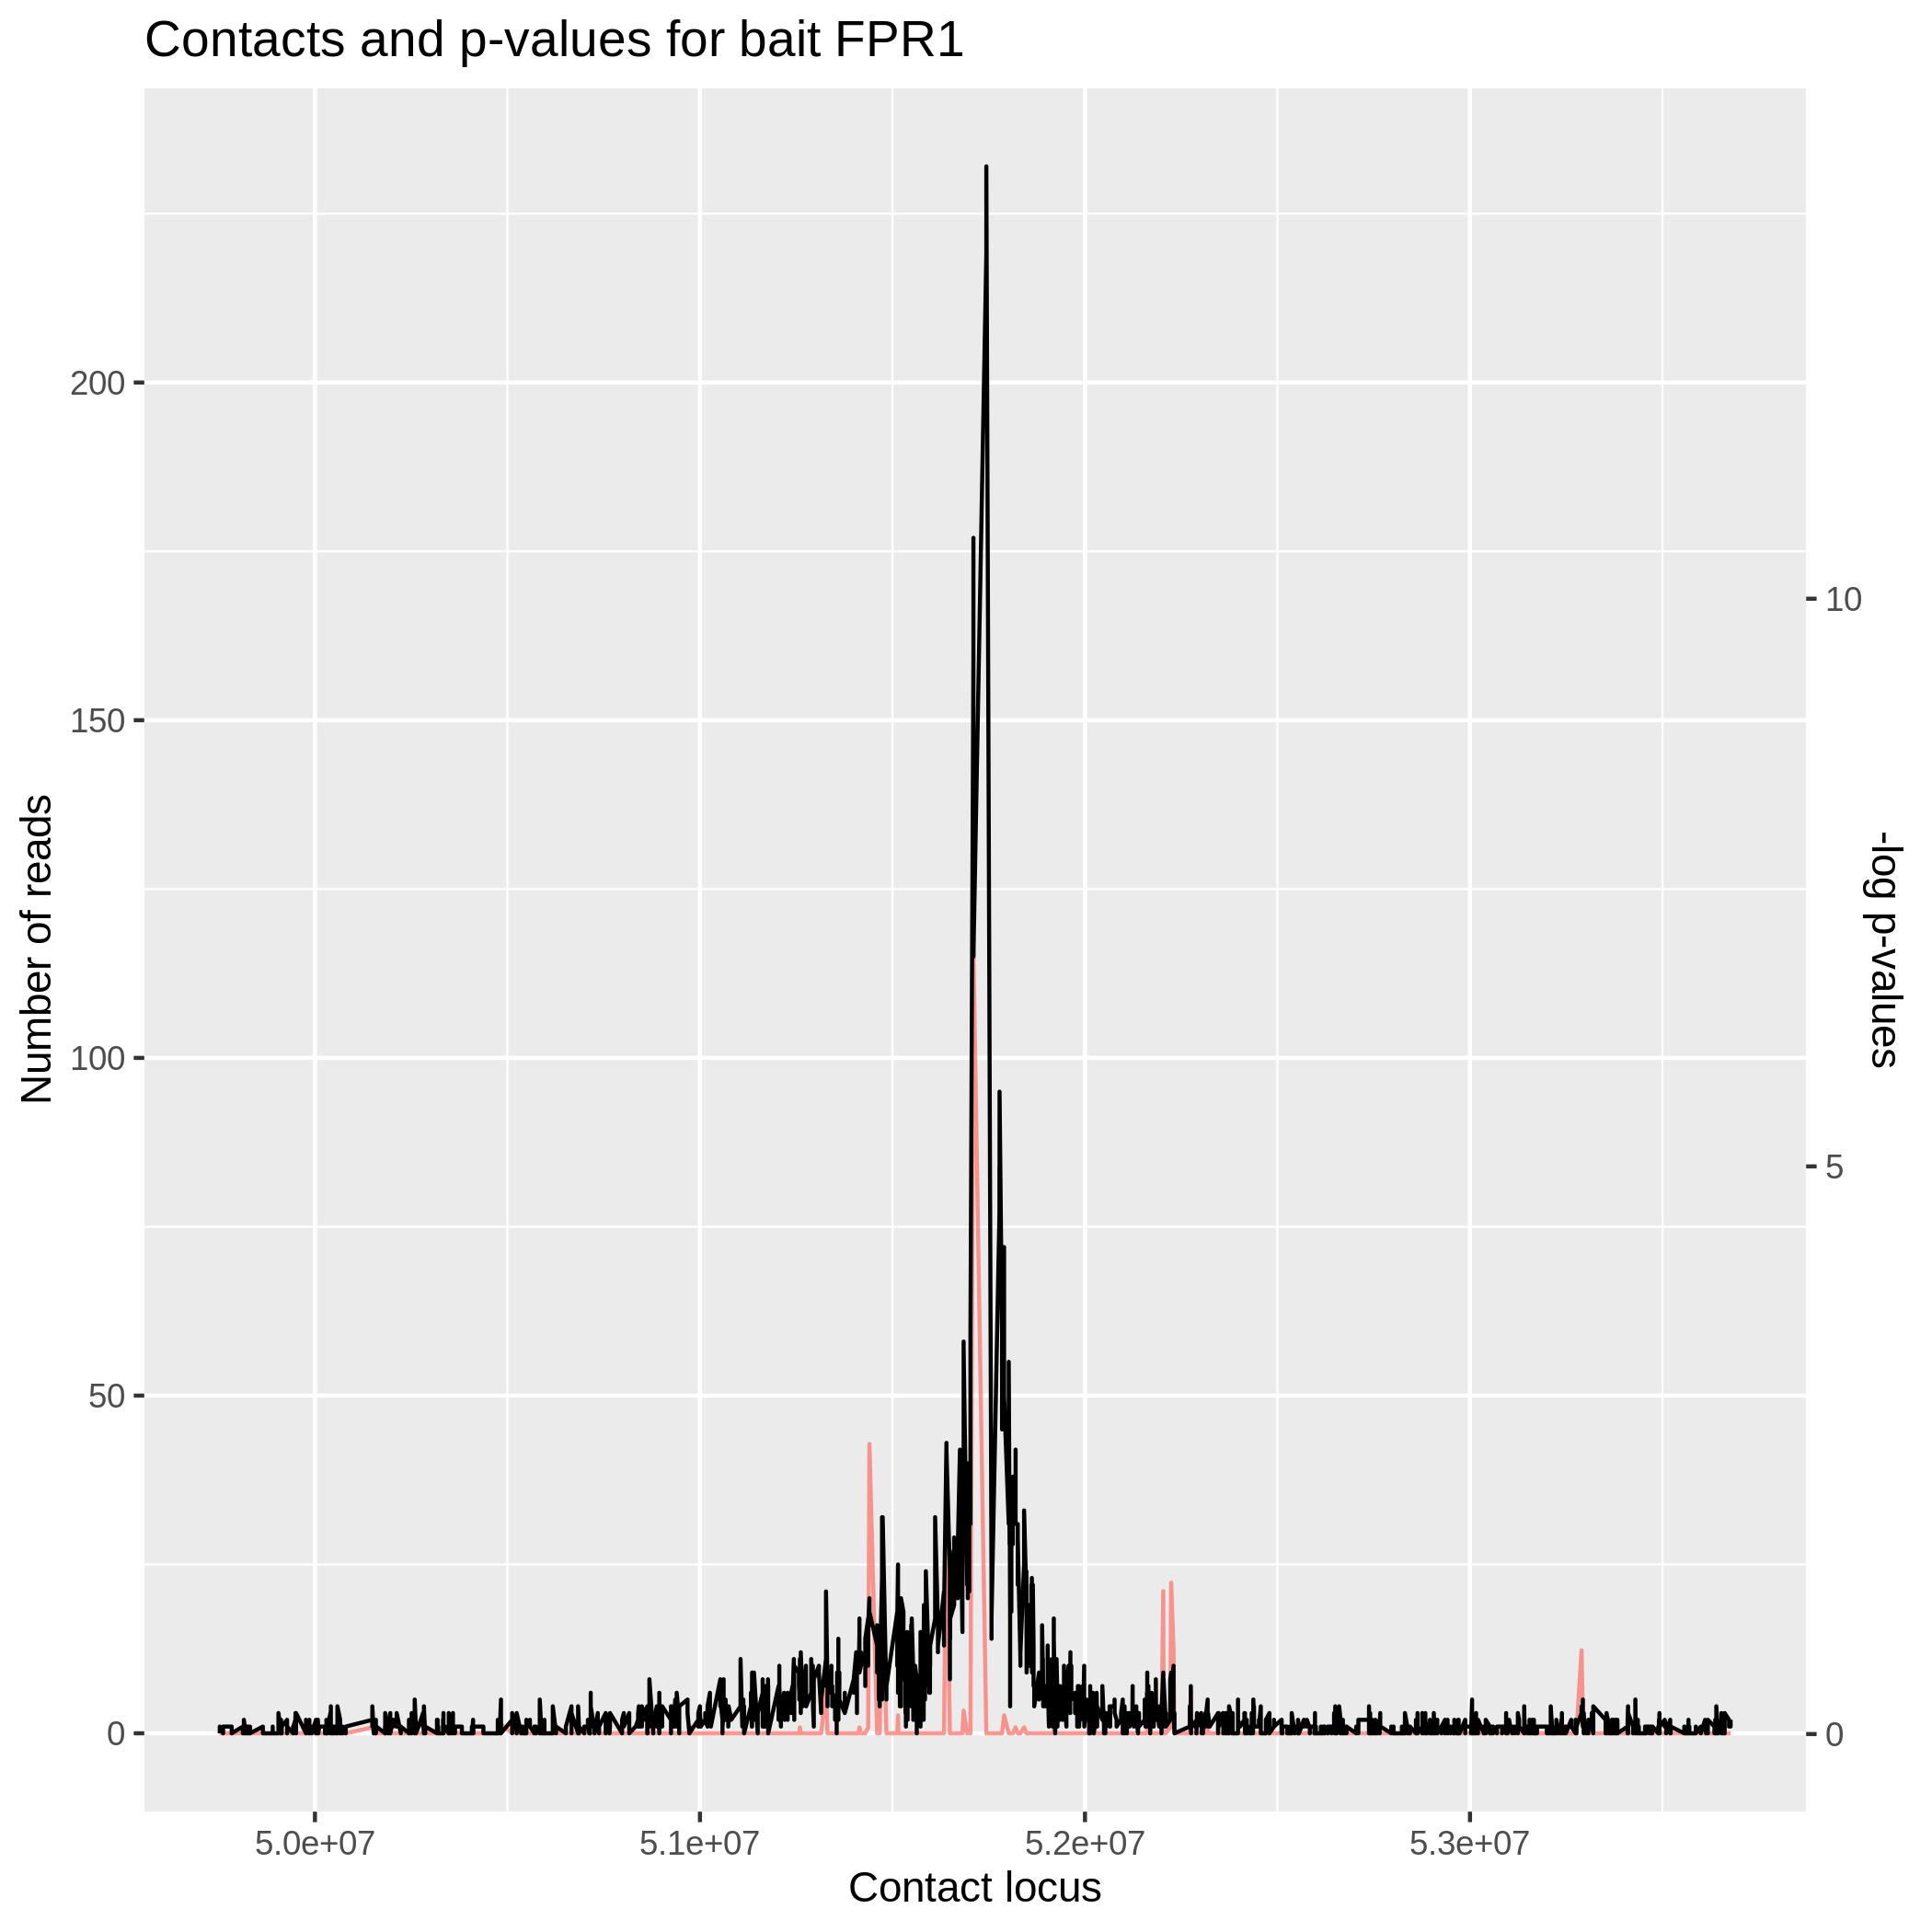 Contacts and p-values for bait FPR1
Number of reads
200
150
100
50
0
10
5
0
-log p-values
5.0e+07
5.1e+07
5.2e+07
5.3e+07
Contact locus